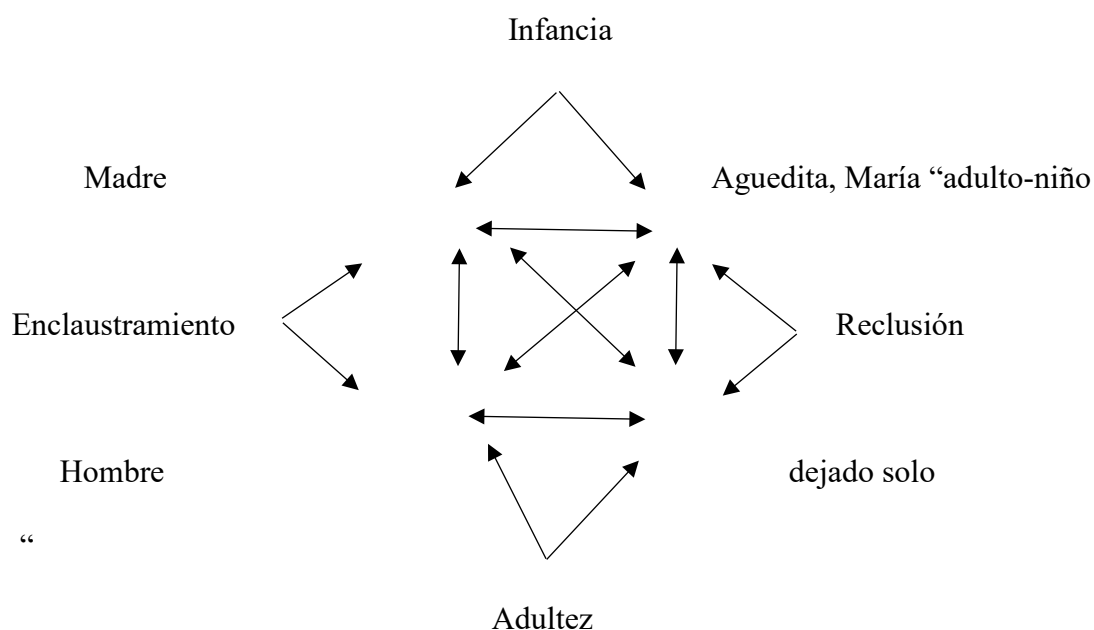 Infancia
Madre Aguedita, María “adulto-niño
Enclaustramiento Reclusión
Hombre dejado solo
“
Adultez